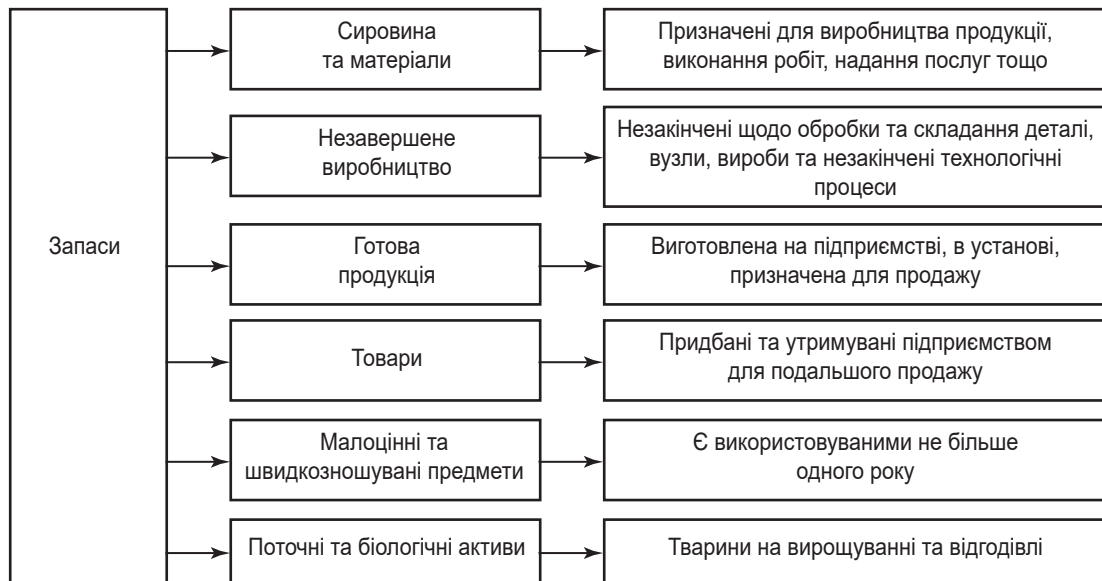 Запаси
Сировина
та матеріали
Призначені для виробництва продукції,
виконання робіт, надання послуг тощо
Незавершене
виробництво
Незакінчені щодо обробки та складання деталі,
вузли, вироби та незакінчені технологічні
процеси
Готова
продукція
Виготовлена на підприємстві, в установі,
призначена для продажу
Товари
Придбані та утримувані підприємством
для подальшого продажу
Малоцінні та
швидкозношувані предмети
Є використовуваними не більше
одного року
Поточні та біологічні активи
Тварини на вирощуванні та відгодівлі